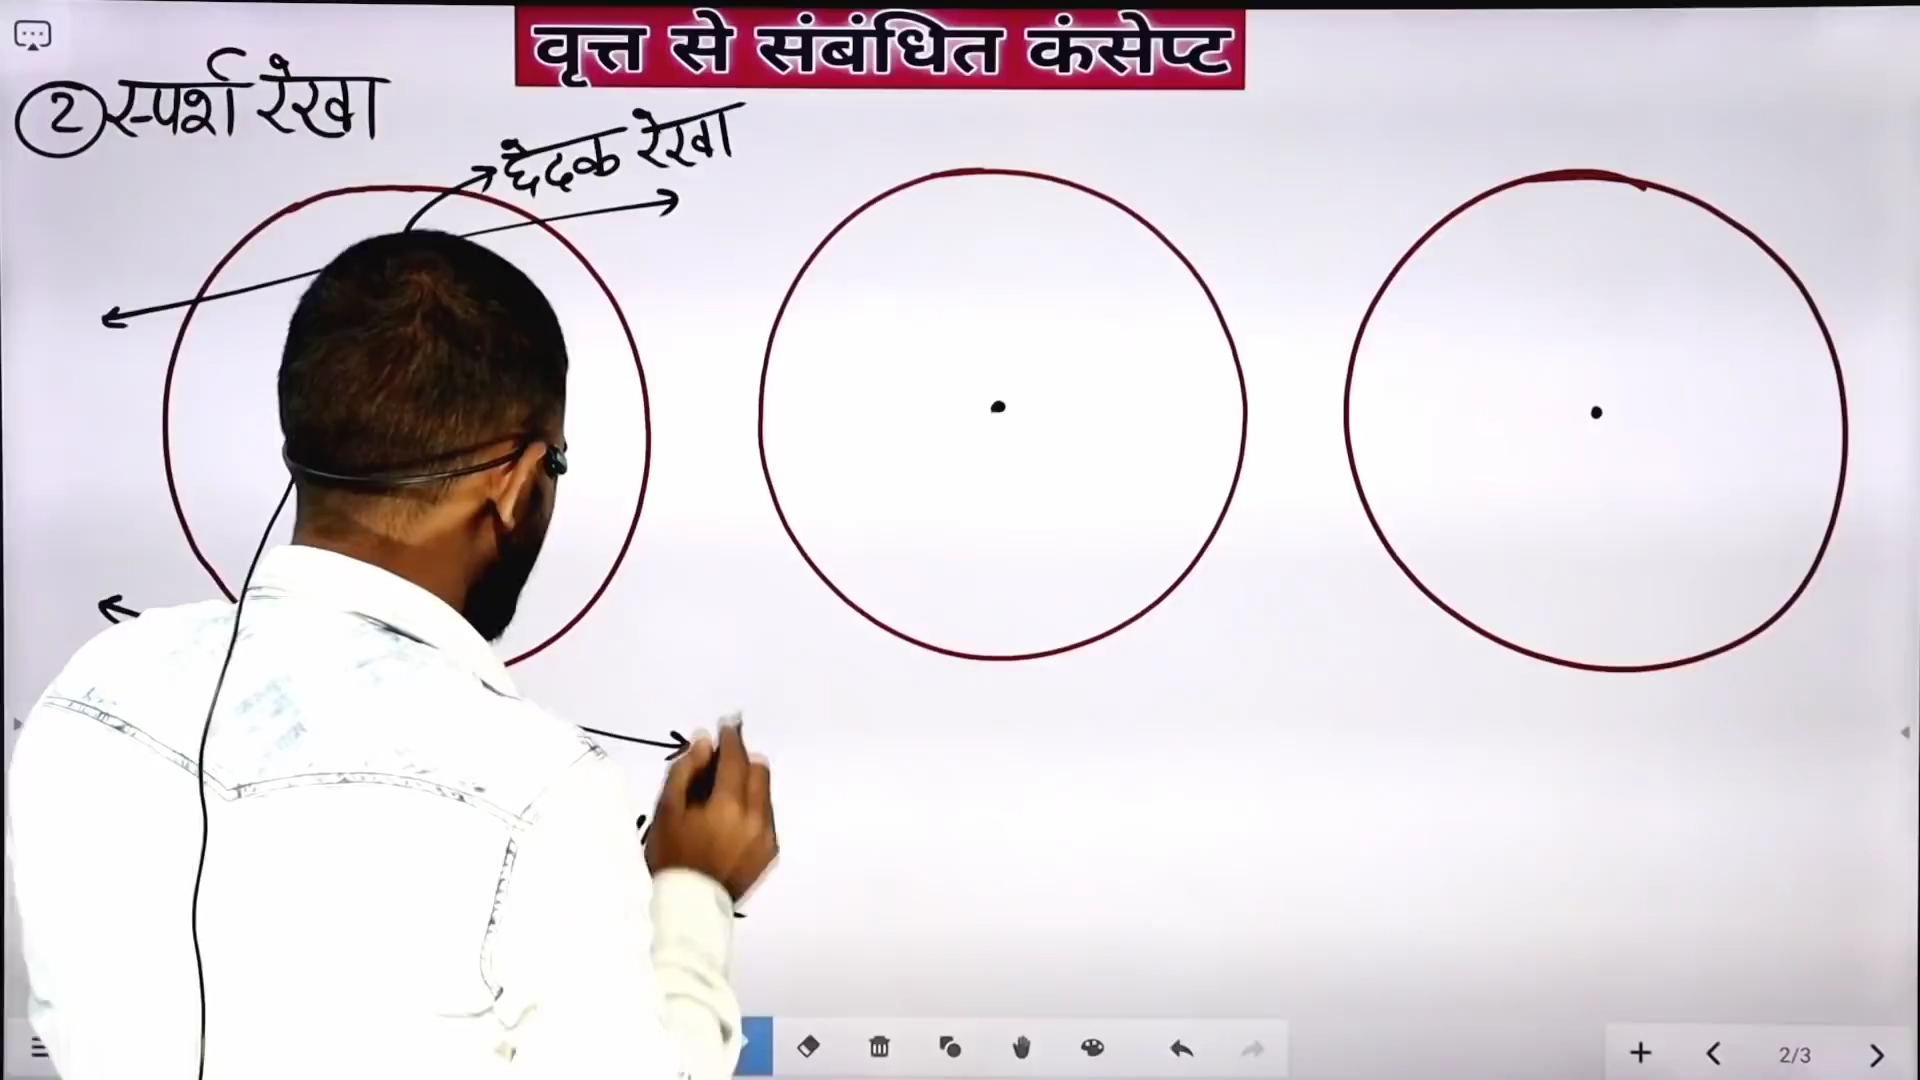 वृत्त से संबंधित कंसेप्ट
② स्पर्श रेखा
छेदक रेखा
2/3